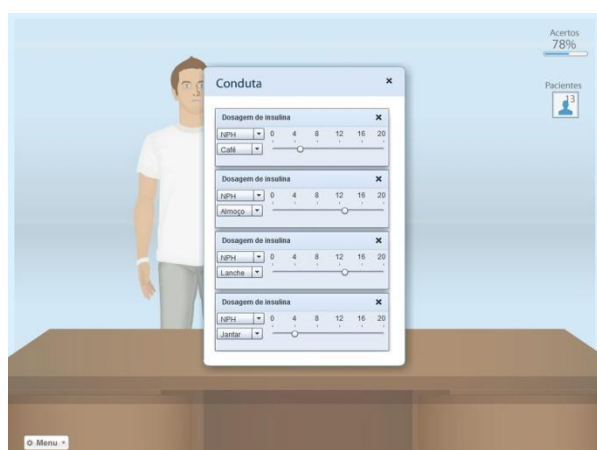 Acertos
78%
Pacientes
13
Conduta
×
Dosagem de insulina ×
NPH 0 4 8 12 16 20
Café
Dosagem de insulina ×
NPH 0 4 8 12 16 20
Almoço
Dosagem de insulina ×
NPH 0 4 8 12 16 20
Lanche
Dosagem de insulina ×
NPH 0 4 8 12 16 20
Jantar
Menu